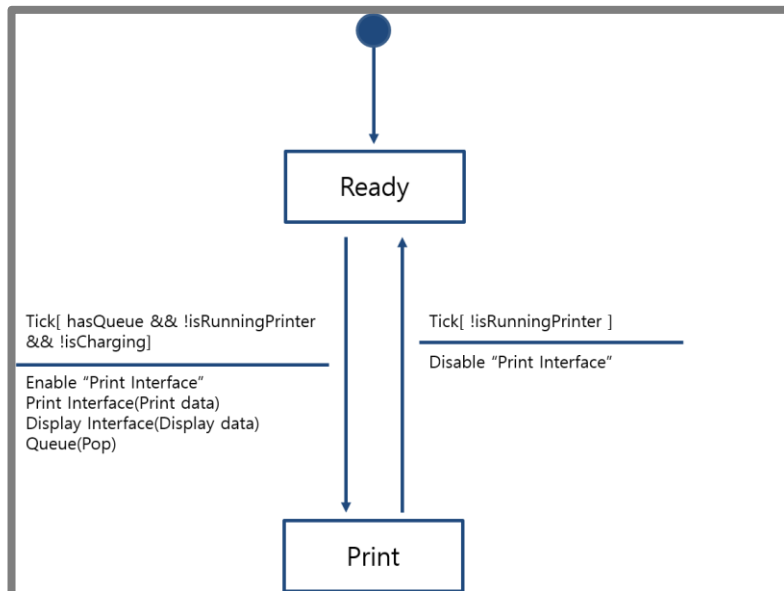 Ready
Tick[ hasQueue && !isRunningPrinter
&& !isCharging]
Enable “Print Interface”
Print Interface(Print data)
Display Interface(Display data)
Queue(Pop)
Tick[ !isRunningPrinter ]
Disable “Print Interface”
Print